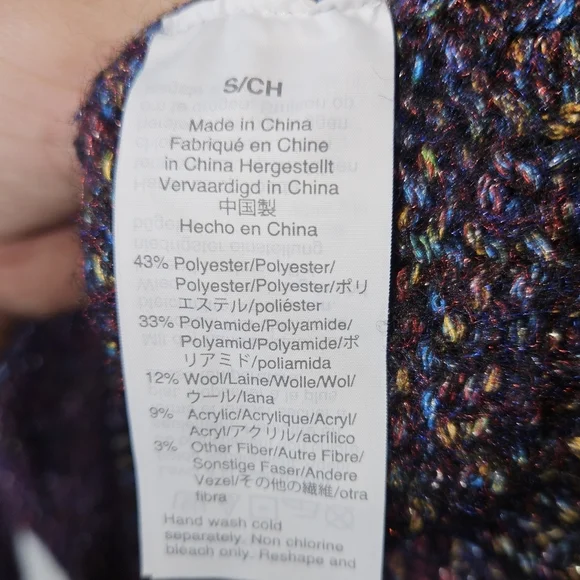 S/CH
Made in China
Fabriqué en Chine
in China Hergestellt
Vervaardigd in China
中国製
Hecho en China
43% Polyester/Polyester/
Polyester/Polyester/ポリ
エステル/poliéster
33% Polyamide/Polyamide/
Polyamid/Polyamide/ポ
リアミド/poliamida
12% Wool/Laine/Wolle/Wol/
ウール/lana
9% Acrylic/Acrylique/Acryl/
Acryl/アクリル/acrílico
3% Other Fiber/Autre Fibre/
Sonstige Faser/Andere
Vezel/その他の繊維/otra
fibra
Hand wash cold
separately. Non chlorine
bleach only. Reshape and